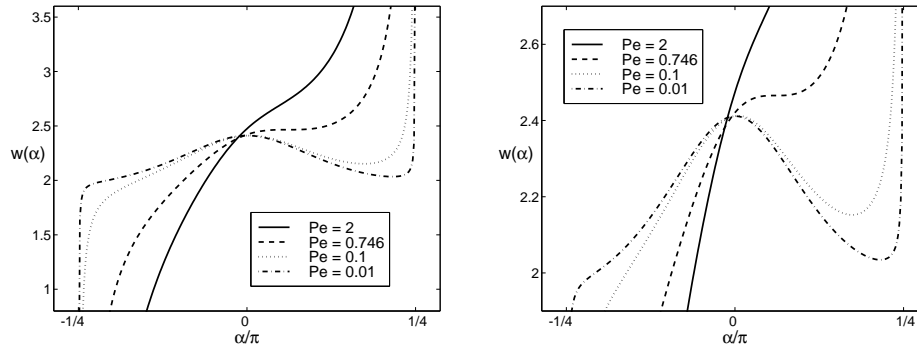 3.5
3
2.5
w(α)
2
1.5
1
Pe = 2
Pe = 0.746
Pe = 0.1
Pe = 0.01
-1/4
0
1/4
α/π
2.6
2.4
w(α)
2.2
2
Pe = 2
Pe = 0.746
Pe = 0.1
Pe = 0.01
-1/4
0
1/4
α/π